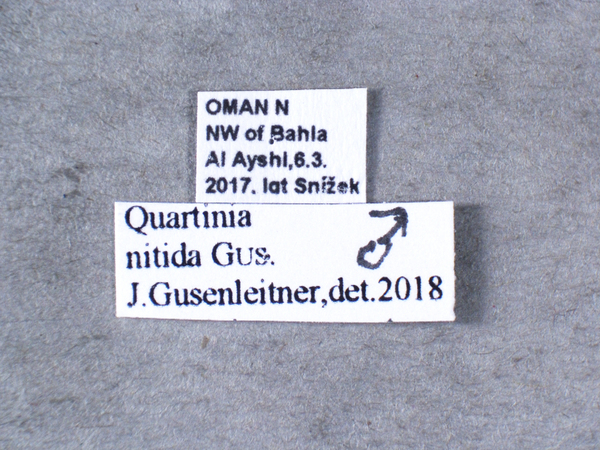 OMAN N
NW of Bahla
Al Ayshi,6.3.
2017. lgt Snížek
Quartinia
nitida GUS. ♂
J.Gusenleitner,det.2018